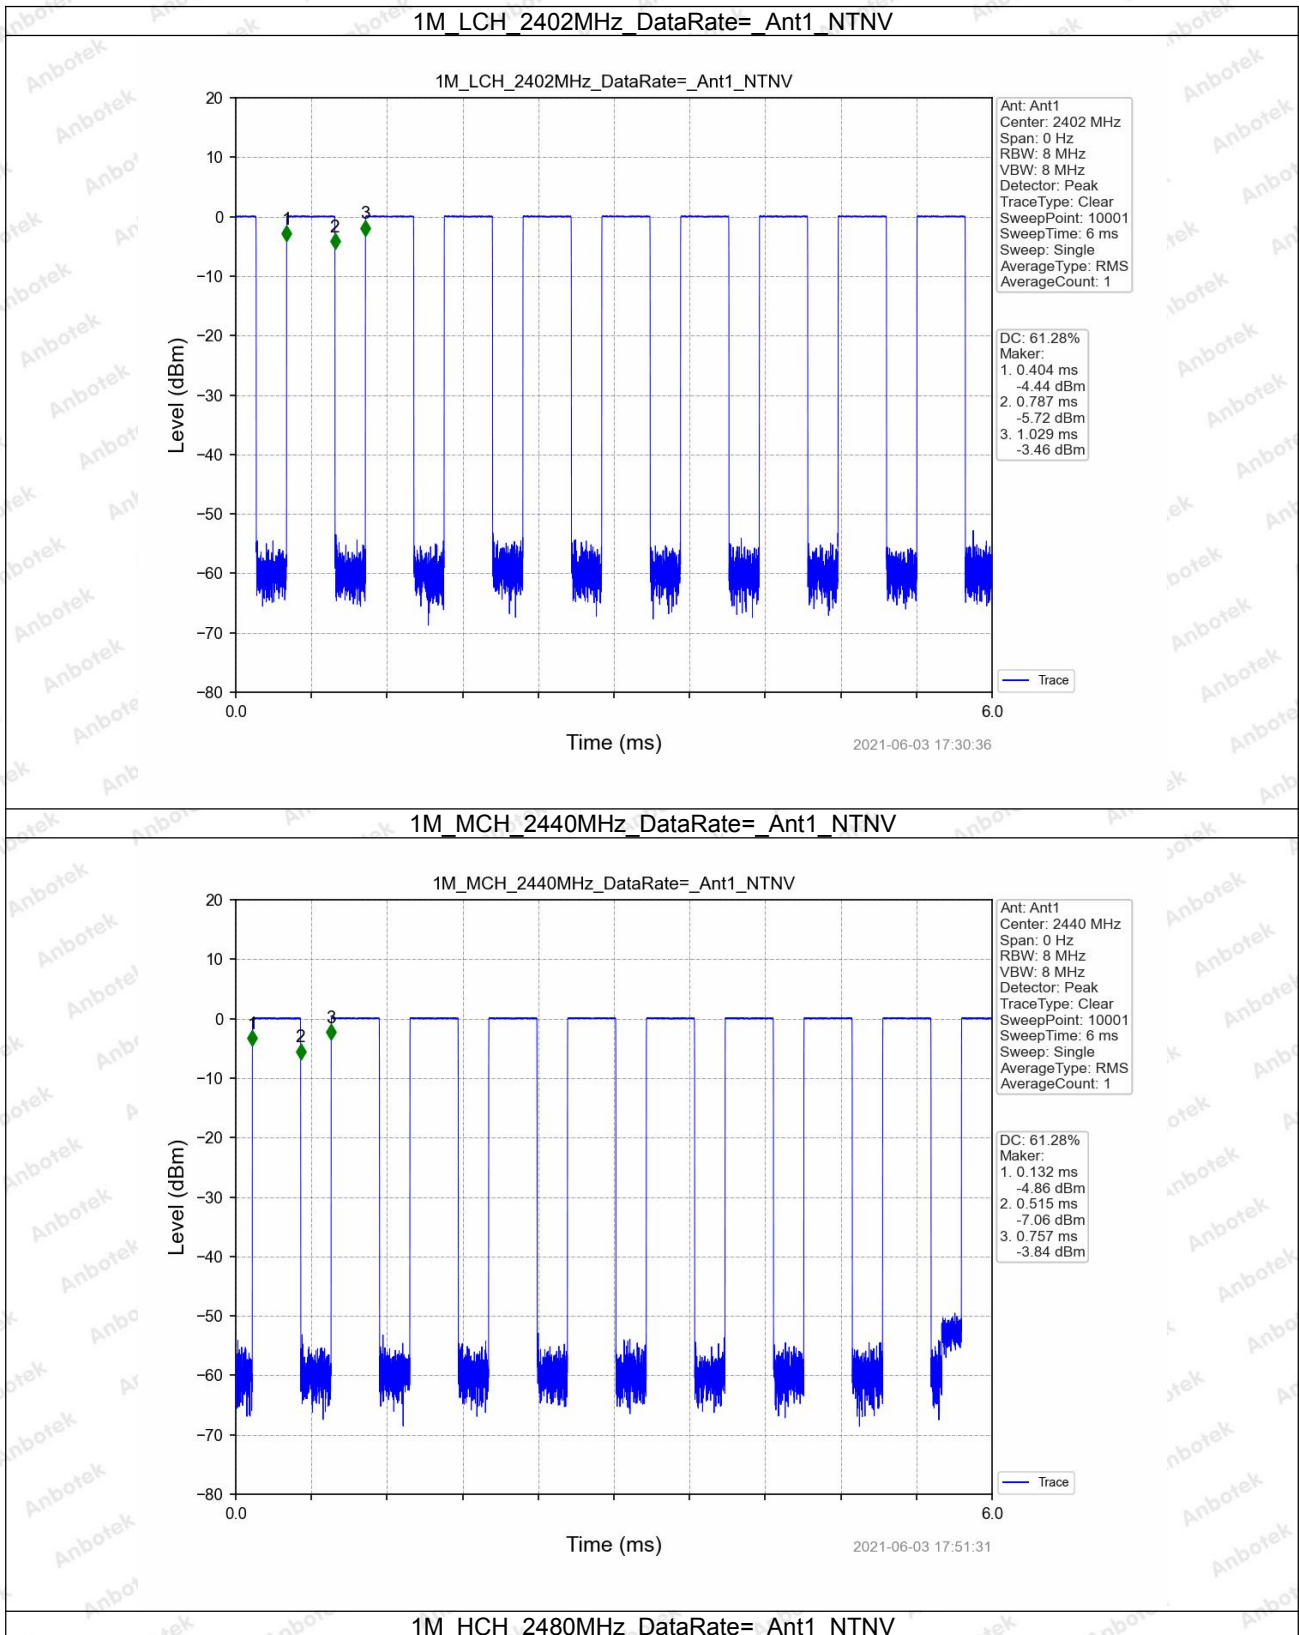 1M_LCH_2402MHz_DataRate=_Ant1_NTNV
1M_LCH_2402MHz_DataRate=_Ant1_NTNV
20
10
0
−10
−20
−30
−40
−50
−60
−70
−80
Level (dBm)
1
2
3
0.0
6.0
Time (ms)
2021-06-03 17:30:36
Ant: Ant1
Center: 2402 MHz
Span: 0 Hz
RBW: 8 MHz
VBW: 8 MHz
Detector: Peak
TraceType: Clear
SweepPoint: 10001
SweepTime: 6 ms
Sweep: Single
AverageType: RMS
AverageCount: 1
DC: 61.28%
Maker:
1. 0.404 ms
-4.44 dBm
2. 0.787 ms
-5.72 dBm
3. 1.029 ms
-3.46 dBm
Trace
1M_MCH_2440MHz_DataRate=_Ant1_NTNV
1M_MCH_2440MHz_DataRate=_Ant1_NTNV
20
10
0
−10
−20
−30
−40
−50
−60
−70
−80
Level (dBm)
1
2
3
0.0
6.0
Time (ms)
2021-06-03 17:51:31
Ant: Ant1
Center: 2440 MHz
Span: 0 Hz
RBW: 8 MHz
VBW: 8 MHz
Detector: Peak
TraceType: Clear
SweepPoint: 10001
SweepTime: 6 ms
Sweep: Single
AverageType: RMS
AverageCount: 1
DC: 61.28%
Maker:
1. 0.132 ms
-4.86 dBm
2. 0.515 ms
-7.06 dBm
3. 0.757 ms
-3.84 dBm
Trace
1M_HCH_2480MHz_DataRate=_Ant1_NTNV
Anbotek